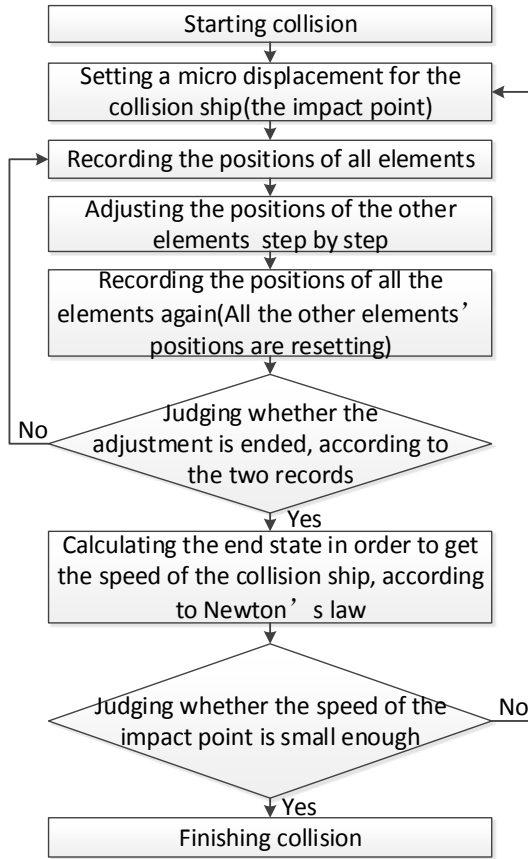 Starting collision
Setting a micro displacement for the
collision ship(the impact point)
Recording the positions of all elements
Adjusting the positions of the other
elements step by step
Recording the positions of all the
elements again(All the other elements’
positions are resetting)
No
Judging whether the
adjustment is ended, according to
the two records
Yes
Calculating the end state in order to get
the speed of the collision ship, according
to Newton’s law
Judging whether the speed of the
impact point is small enough
No
Yes
Finishing collision